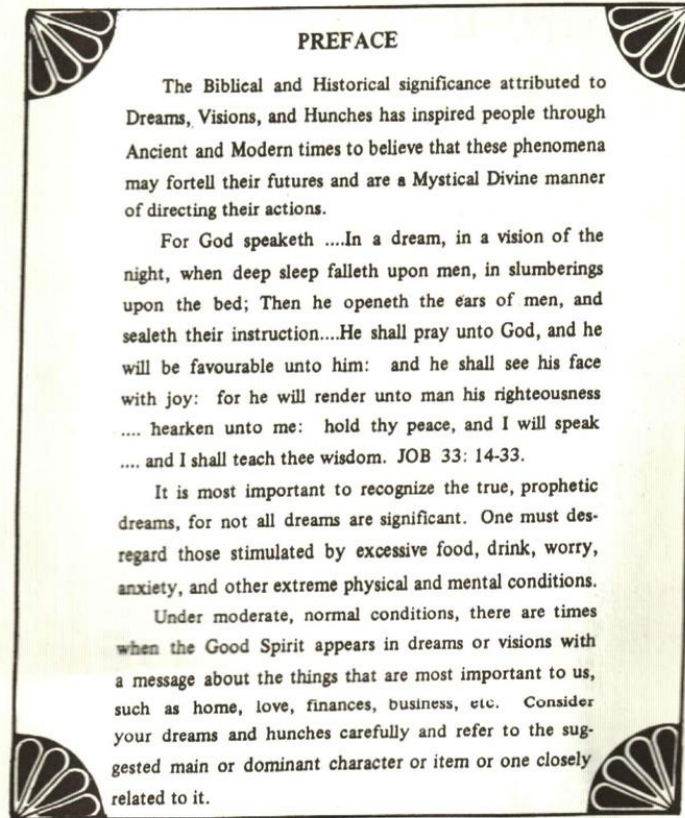 PREFACE
The Biblical and Historical significance attributed to
Dreams, Visions, and Hunches has inspired people through
Ancient and Modern times to believe that these phenomena
may fortell their futures and are a Mystical Divine manner
of directing their actions.
For God speaketh ....In a dream, in a vision of the
night, when deep sleep falleth upon men, in slumberings
upon the bed; Then he openeth the ears of men, and
sealeth their instruction....He shall pray unto God, and he
will be favourable unto him: and he shall see his face
with joy: for he will render unto man his righteousness
.... hearken unto me: hold thy peace, and I will speak
.... and I shall teach thee wisdom. JOB 33: 14-33.
It is most important to recognize the true, prophetic
dreams, for not all dreams are significant. One must des-
regard those stimulated by excessive food, drink, worry,
anxiety, and other extreme physical and mental conditions.
Under moderate, normal conditions, there are times
when the Good Spirit appears in dreams or visions with
a message about the things that are most important to us,
such as home, love, finances, business, etc. Consider
your dreams and hunches carefully and refer to the sug-
gested main or dominant character or item or one closely
related to it.